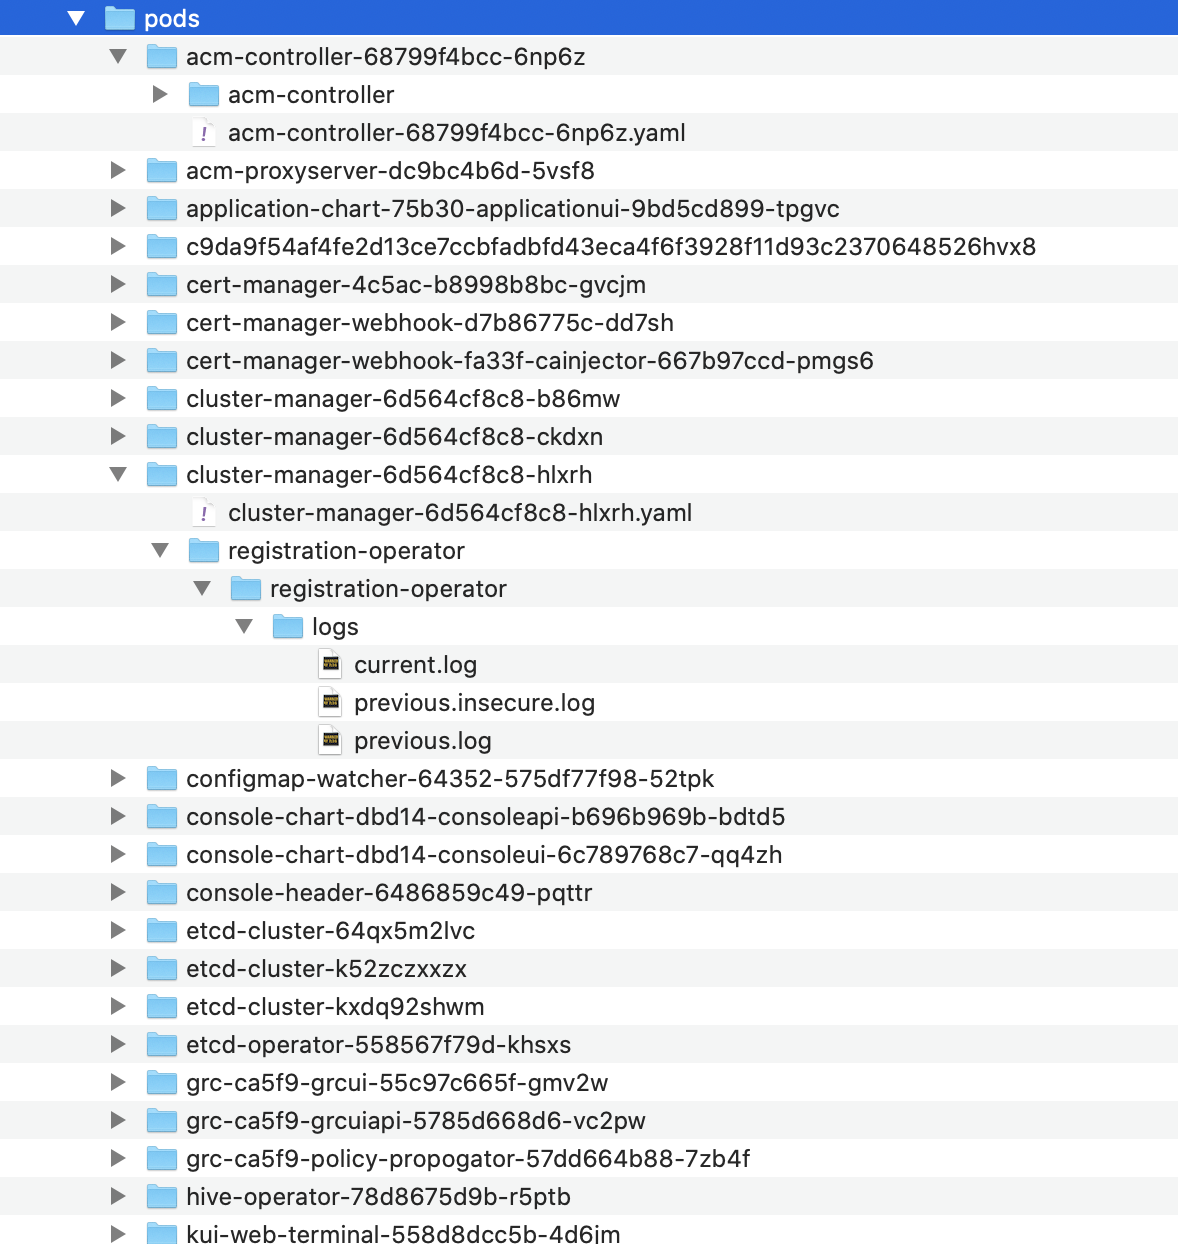 pods
acm-controller-68799f4bcc-6np6z
acm-controller
acm-controller-68799f4bcc-6np6z.yaml
acm-proxyserver-dc9bc4b6d-5vsf8
application-chart-75b30-applicationui-9bd5cd899-tpgvc
c9da9f54af4fe2d13ce7ccbfadbfd43eca4f6f3928f11d93c2370648526hvx8
cert-manager-4c5ac-b8998b8bc-gvcjm
cert-manager-webhook-d7b86775c-dd7sh
cert-manager-webhook-fa33f-cainjector-667b97ccd-pmgs6
cluster-manager-6d564cf8c8-b86mw
cluster-manager-6d564cf8c8-ckdxn
cluster-manager-6d564cf8c8-hlxrh
cluster-manager-6d564cf8c8-hlxrh.yaml
registration-operator
registration-operator
logs
current.log
previous.insecure.log
previous.log
configmap-watcher-64352-575df77f98-52tpk
console-chart-dbd14-consoleapi-b696b969b-bdtd5
console-chart-dbd14-consoleui-6c789768c7-qq4zh
console-header-6486859c49-pqttr
etcd-cluster-64qx5m2lvc
etcd-cluster-k52zczxxzx
etcd-cluster-kxdq92shwm
etcd-operator-558567f79d-khsxs
grc-ca5f9-grcui-55c97c665f-gmv2w
grc-ca5f9-grcuiapi-5785d668d6-vc2pw
grc-ca5f9-policy-propogator-57dd664b88-7zb4f
hive-operator-78d8675d9b-r5ptb
kui-web-terminal-558d8dcc5b-4d6jm